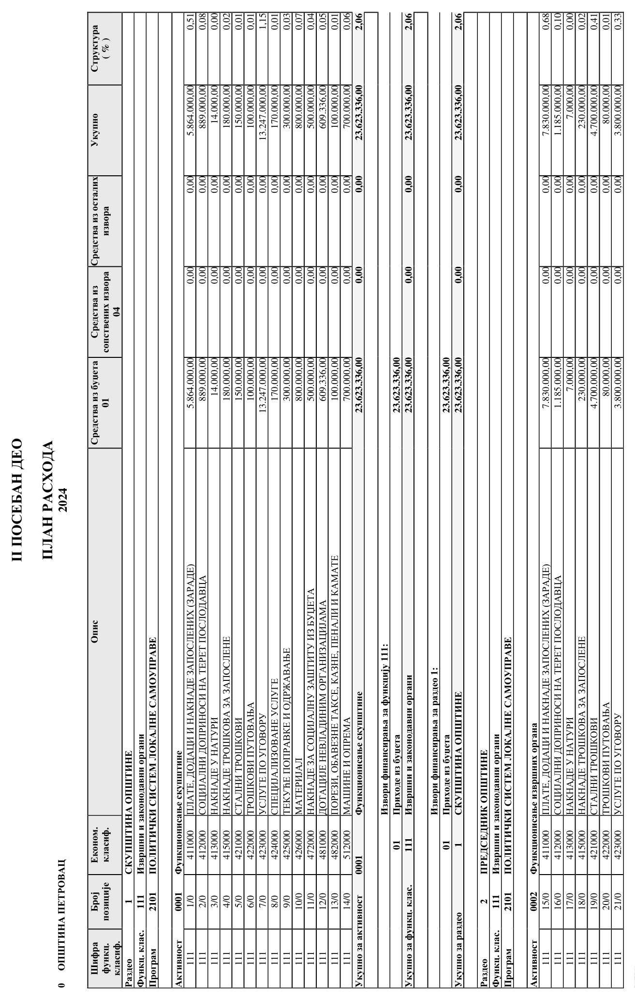 II ПОСЕБАН ДЕО
ПЛАН РАСХОДА
2024
0 ОПШТИНА ПЕТРОВАЦ
Шифра функц. класиф. Број позиције Економ. класиф. Опис Средства из буџета 01 Средства из сопствених извора 04 Средства из осталих извора Укупно Структура ( % )
Раздео 1 СКУПШТИНА ОПШТИНЕ
Функц. клас. 111 Извршни и законодавни органи
Програм 2101 ПОЛИТИЧКИ СИСТЕМ ЛОКАЛНЕ САМОУПРАВЕ
Активност 0001 Функционисање скупштине
111 1/0 411000 ПЛАТЕ, ДОДАЦИ И НАКНАДЕ ЗАПОСЛЕНИХ (ЗАРАДЕ) 5.864.000,00 0,00 0,00 5.864.000,00 0,51
111 2/0 412000 СОЦИЈАЛНИ ДОПРИНОСИ НА ТЕРЕТ ПОСЛОДАВЦА 889.000,00 0,00 0,00 889.000,00 0,08
111 3/0 413000 НАКНАДЕ У НАТУРИ 14.000,00 0,00 0,00 14.000,00 0,00
111 4/0 415000 НАКНАДЕ ТРОШКОВА ЗА ЗАПОСЛЕНЕ 180.000,00 0,00 0,00 180.000,00 0,02
111 5/0 421000 СТАЛНИ ТРОШКОВИ 150.000,00 0,00 0,00 150.000,00 0,01
111 6/0 422000 ТРОШКОВИ ПУТОВАЊА 100.000,00 0,00 0,00 100.000,00 0,01
111 7/0 423000 УСЛУГЕ ПО УГОВОРУ 13.247.000,00 0,00 0,00 13.247.000,00 1,15
111 8/0 424000 СПЕЦИЈАЛИЗОВАНЕ УСЛУГЕ 170.000,00 0,00 0,00 170.000,00 0,01
111 9/0 425000 ТЕКУЋЕ ПОПРАВКЕ И ОДРЖАВАЊЕ 300.000,00 0,00 0,00 300.000,00 0,03
111 10/0 426000 МАТЕРИЈАЛ 800.000,00 0,00 0,00 800.000,00 0,07
111 11/0 472000 НАКНАДЕ ЗА СОЦИЈАЛНУ ЗАШТИТУ ИЗ БУЏЕТА 500.000,00 0,00 0,00 500.000,00 0,04
111 12/0 481000 ДОТАЦИЈЕ НЕВЛАДИНИМ ОРГАНИЗАЦИЈАМА 609.336,00 0,00 0,00 609.336,00 0,05
111 13/0 482000 ПОРЕЗИ, ОБАВЕЗНЕ ТАКСЕ, КАЗНЕ, ПЕНАЛИ И КАМАТЕ 100.000,00 0,00 0,00 100.000,00 0,01
111 14/0 512000 МАШИНЕ И ОПРЕМА 700.000,00 0,00 0,00 700.000,00 0,06
Укупно за активност 0001 Функционисање скупштине 23.623.336,00 0,00 0,00 23.623.336,00 2,06
Извори финансирања за функцију 111:
01 Приходе из буџета 23.623.336,00
Укупно за функц. клас. 111 Извршни и законодавни органи 23.623.336,00 0,00 0,00 23.623.336,00 2,06
Извори финансирања за раздео 1:
01 Приходе из буџета 23.623.336,00
Укупно за раздео 1 СКУПШТИНА ОПШТИНЕ 23.623.336,00 0,00 0,00 23.623.336,00 2,06
Раздео 2 ПРЕДСЕДНИК ОПШТИНЕ
Функц. клас. 111 Извршни и законодавни органи
Програм 2101 ПОЛИТИЧКИ СИСТЕМ ЛОКАЛНЕ САМОУПРАВЕ
Активност 0002 Функционисање извршних органа
111 15/0 411000 ПЛАТЕ, ДОДАЦИ И НАКНАДЕ ЗАПОСЛЕНИХ (ЗАРАДЕ) 7.830.000,00 0,00 0,00 7.830.000,00 0,68
111 16/0 412000 СОЦИЈАЛНИ ДОПРИНОСИ НА ТЕРЕТ ПОСЛОДАВЦА 1.185.000,00 0,00 0,00 1.185.000,00 0,10
111 17/0 413000 НАКНАДЕ У НАТУРИ 7.000,00 0,00 0,00 7.000,00 0,00
111 18/0 415000 НАКНАДЕ ТРОШКОВА ЗА ЗАПОСЛЕНЕ 230.000,00 0,00 0,00 230.000,00 0,02
111 19/0 421000 СТАЛНИ ТРОШКОВИ 4.700.000,00 0,00 0,00 4.700.000,00 0,41
111 20/0 422000 ТРОШКОВИ ПУТОВАЊА 80.000,00 0,00 0,00 80.000,00 0,01
111 21/0 423000 УСЛУГЕ ПО УГОВОРУ 3.800.000,00 0,00 0,00 3.800.000,00 0,33